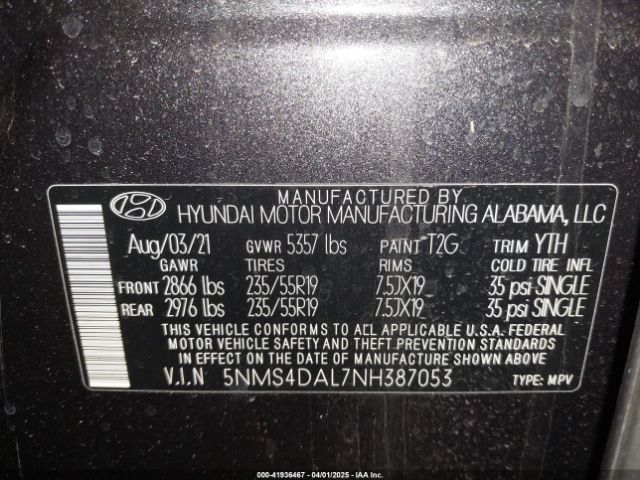 MANUFACTURED BY
HYUNDAI MOTOR MANUFACTURING ALABAMA, LLC
Aug/03/21 GVWR 5357 lbs PAINT T2G TRIM YTH
GAWR TIRES RIMS COLD TIRE INFL
FRONT 2866 lbs 235/55R19 7.5JX19 35 psi SINGLE
REAR 2976 lbs 235/55R19 7.5JX19 35 psi SINGLE
THIS VEHICLE CONFORMS TO ALL APPLICABLE U.S.A. FEDERAL
MOTOR VEHICLE SAFETY AND THEFT PREVENTION STANDARDS
IN EFFECT ON THE DATE OF MANUFACTURE SHOWN ABOVE.
V.I.N 5NMS4DAL7NH387053 TYPE: MPV
000-41936467 - 04/01/2025 - IAA Inc.